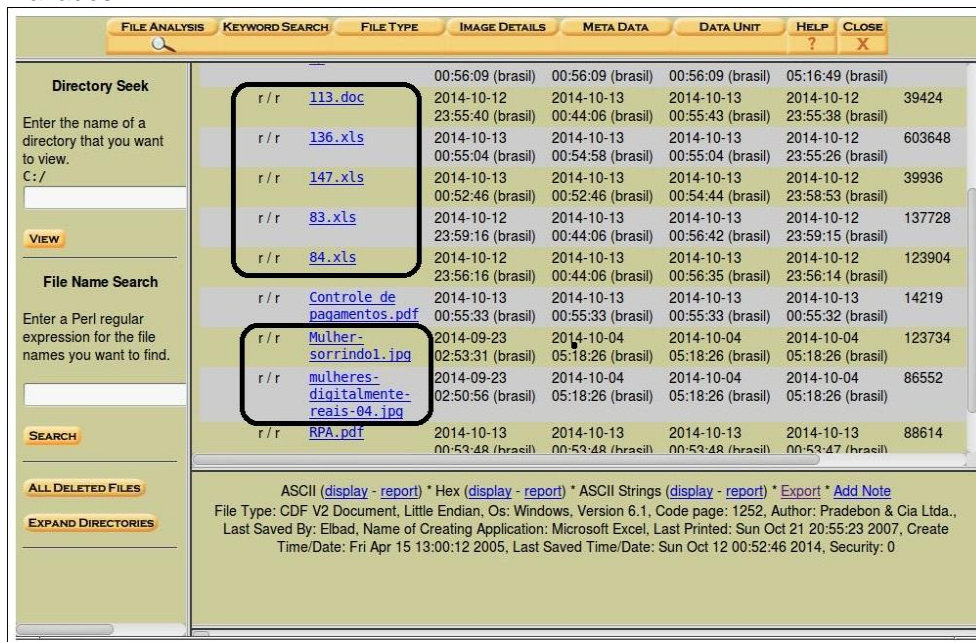 FILE ANALYSIS KEYWORD SEARCH FILE TYPE IMAGE DETAILS META DATA DATA UNIT HELP CLOSE
? X
Directory Seek
Enter the name of a
directory that you want
to view.
C:/
VIEW
File Name Search
Enter a Perl regular
expression for the file
names you want to find.
SEARCH
ALL DELETED FILES
EXPAND DIRECTORIES
00:56:09 (brasil) 00:56:09 (brasil) 00:56:09 (brasil) 05:16:49 (brasil)
r / r 113.doc 2014-10-12 2014-10-13 2014-10-13 2014-10-12 39424
23:55:40 (brasil) 00:44:06 (brasil) 00:55:43 (brasil) 23:55:38 (brasil)
r / r 136.xls 2014-10-13 2014-10-13 2014-10-13 2014-10-12 603648
00:55:04 (brasil) 00:54:58 (brasil) 00:55:04 (brasil) 23:55:26 (brasil)
r / r 147.xls 2014-10-13 2014-10-13 2014-10-13 2014-10-12 39936
00:52:46 (brasil) 00:52:46 (brasil) 00:54:44 (brasil) 23:58:53 (brasil)
r / r 83.xls 2014-10-12 2014-10-13 2014-10-13 2014-10-12 137728
23:59:16 (brasil) 00:44:06 (brasil) 00:56:42 (brasil) 23:59:15 (brasil)
r / r 84.xls 2014-10-12 2014-10-13 2014-10-13 2014-10-12 123904
23:56:16 (brasil) 00:44:06 (brasil) 00:56:35 (brasil) 23:56:14 (brasil)
r / r Controle de 2014-10-13 2014-10-13 2014-10-13 2014-10-13 14219
pagamentos.pdf 00:55:33 (brasil) 00:55:33 (brasil) 00:55:33 (brasil) 00:55:32 (brasil)
r / r Mulher- 2014-09-23 2014-10-04 2014-10-04 2014-10-04 123734
sorrindo1.jpg 02:53:31 (brasil) 05:18:26 (brasil) 05:18:26 (brasil) 05:18:26 (brasil)
r / r mulheres- 2014-09-23 2014-10-04 2014-10-04 2014-10-04 86552
digitalmente- 02:50:56 (brasil) 05:18:26 (brasil) 05:18:26 (brasil) 05:18:26 (brasil)
reais-04.jpg
r / r RPA.pdf 2014-10-13 2014-10-13 2014-10-13 2014-10-13 88614
00:53:48 (brasil) 00:53:48 (brasil) 00:53:48 (brasil) 00:53:47 (brasil)
ASCII (display - report) * Hex (display - report) * ASCII Strings (display - report) * Export * Add Note
File Type: CDF V2 Document, Little Endian, Os: Windows, Version 6.1, Code page: 1252, Author: Pradebon & Cia Ltda.,
Last Saved By: Elbad, Name of Creating Application: Microsoft Excel, Last Printed: Sun Oct 21 20:55:23 2007, Create
Time/Date: Fri Apr 15 13:00:12 2005, Last Saved Time/Date: Sun Oct 12 00:52:46 2014, Security: 0